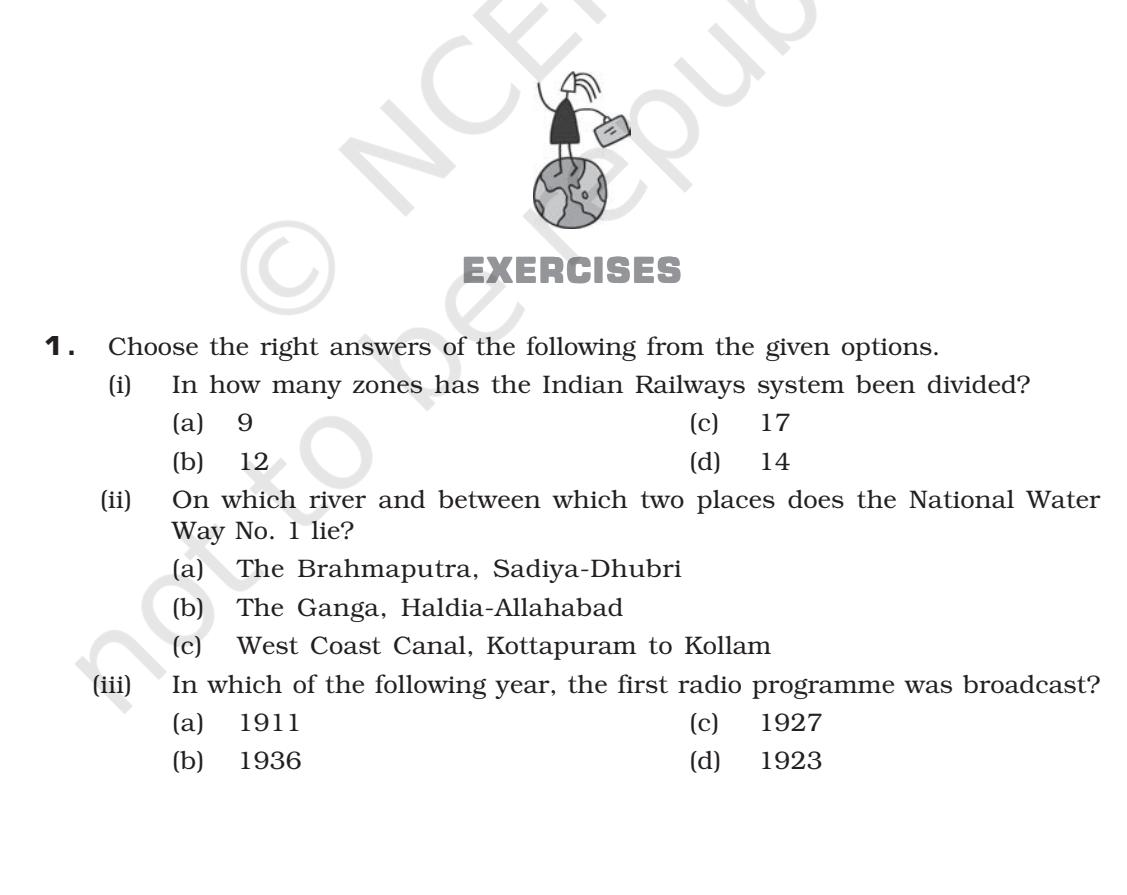 © NCE
not to be repub
EXERCISES
1. Choose the right answers of the following from the given options.
(i) In how many zones has the Indian Railways system been divided?
(a) 9 (c) 17
(b) 12 (d) 14
(ii) On which river and between which two places does the National Water
Way No. 1 lie?
(a) The Brahmaputra, Sadiya-Dhubri
(b) The Ganga, Haldia-Allahabad
(c) West Coast Canal, Kottapuram to Kollam
(iii) In which of the following year, the first radio programme was broadcast?
(a) 1911 (c) 1927
(b) 1936 (d) 1923